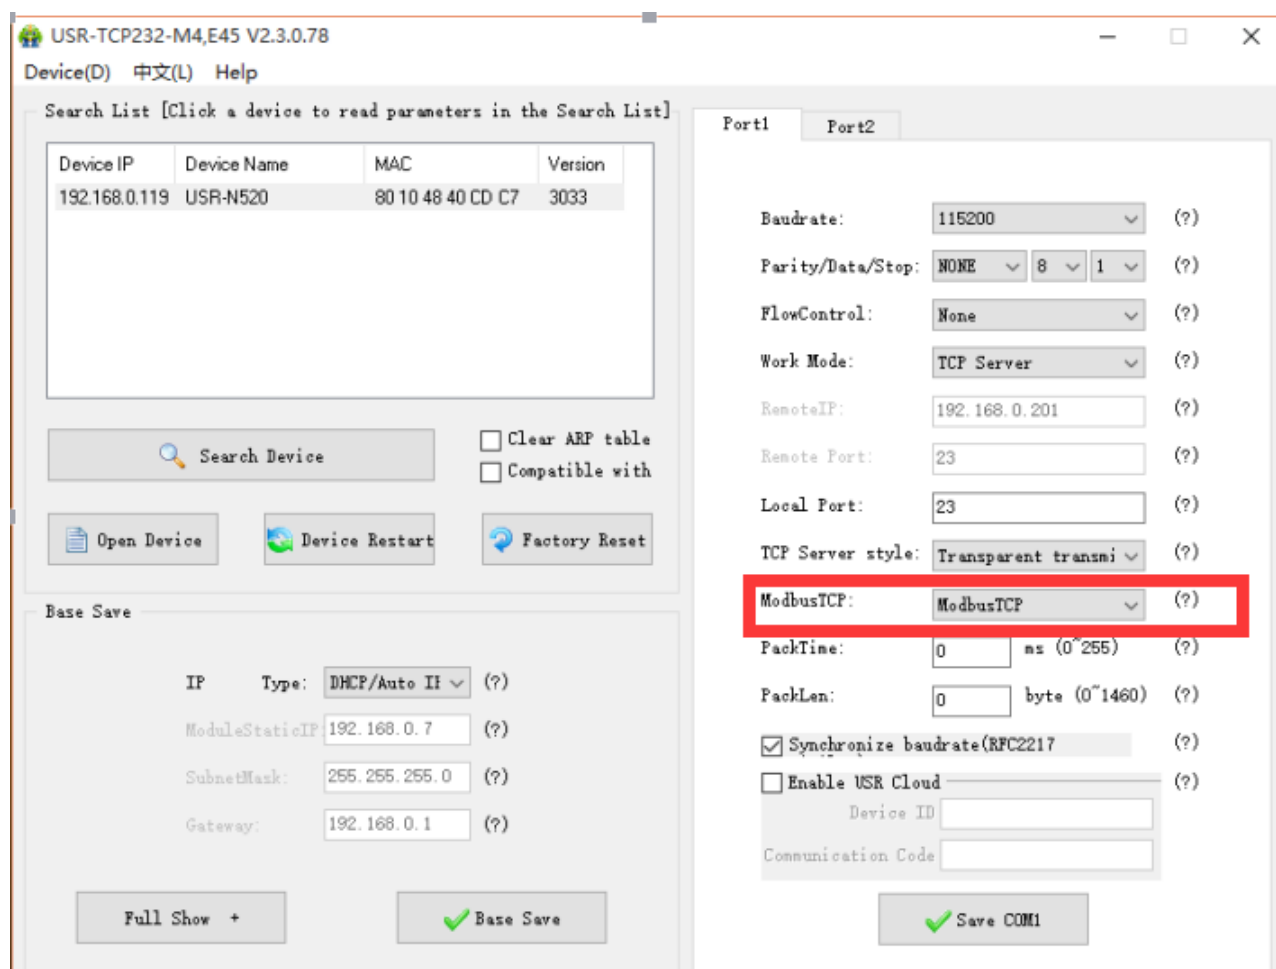 USR-TCP232-M4,E45 V2.3.0.78
Device(D) 中文(L) Help
Search List [Click a device to read parameters in the Search List]
Device IP Device Name MAC Version
192.168.0.119 USR-N520 80 10 48 40 CD C7 3033
Search Device
Clear ARP table
Compatible with
Open Device Device Restart Factory Reset
Base Save
IP Type: DHCP/Auto IP (?)
ModuleStaticIP: 192.168.0.7 (?)
SubnetMask: 255.255.255.0 (?)
Gateway: 192.168.0.1 (?)
Full Show + Base Save
Port1 Port2
Baudrate: 115200 (?)
Parity/Data/Stop: NONE 8 1 (?)
FlowControl: None (?)
Work Mode: TCP Server (?)
RemoteIP: 192.168.0.201 (?)
Remote Port: 23 (?)
Local Port: 23 (?)
TCP Server style: Transparent transmi (?)
ModbusTCP: ModbusTCP (?)
PackTime: 0 ms (0~255) (?)
PackLen: 0 byte (0~1460) (?)
Synchronize baudrate(RFC2217 (?)
Enable USR Cloud (?)
Device ID
Communication Code
Save COM1